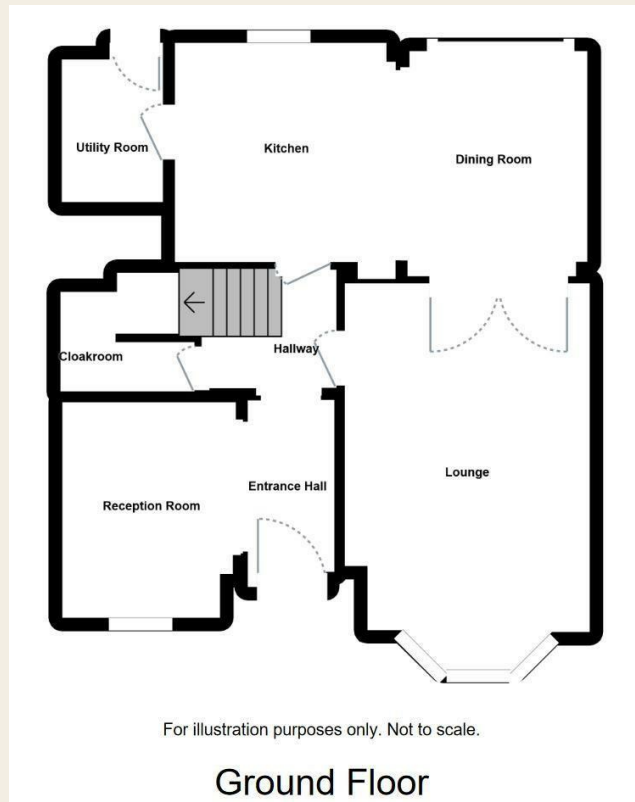 Utility Room
Kitchen
Dining Room
Hallway
Cloakroom
Lounge
Entrance Hall
Reception Room
For illustration purposes only. Not to scale.
Ground Floor